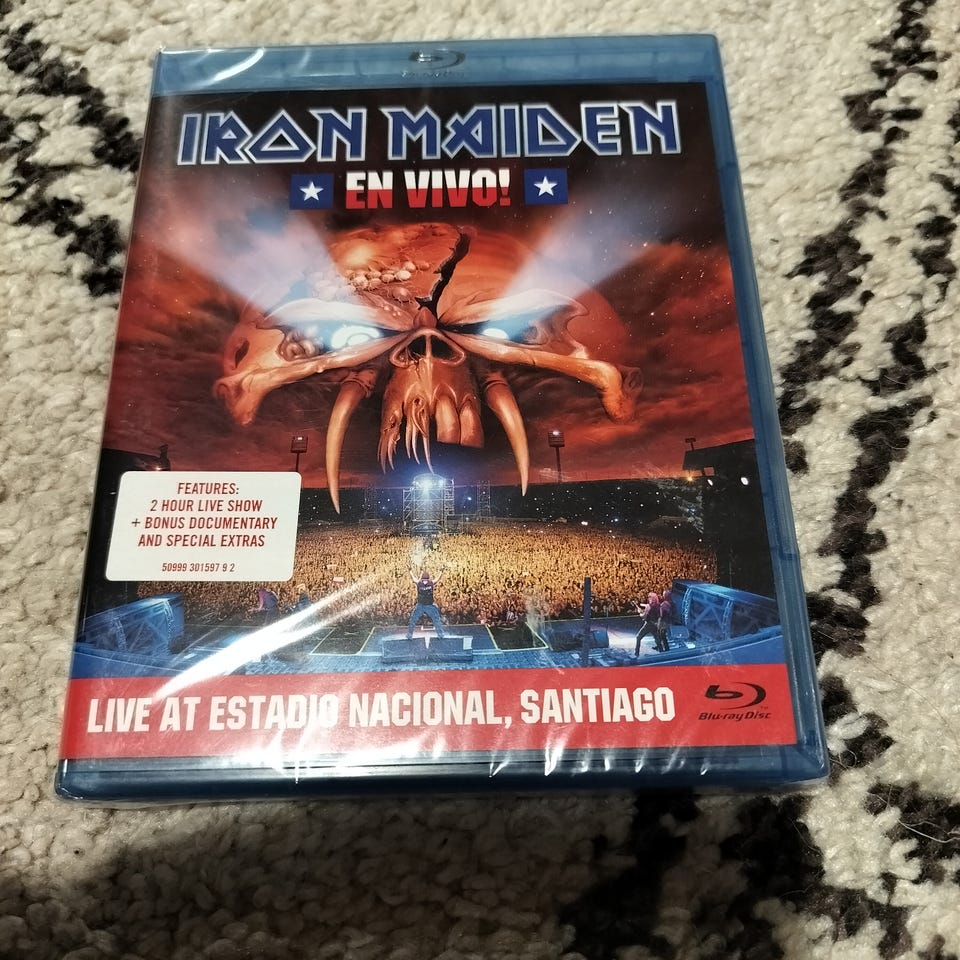 IRON MAIDEN
EN VIVO!
FEATURES:
2 HOUR LIVE SHOW
+ BONUS DOCUMENTARY
AND SPECIAL EXTRAS
50999 301597 9 2
LIVE AT ESTADIO NACIONAL, SANTIAGO
Blu-ray Disc
TM